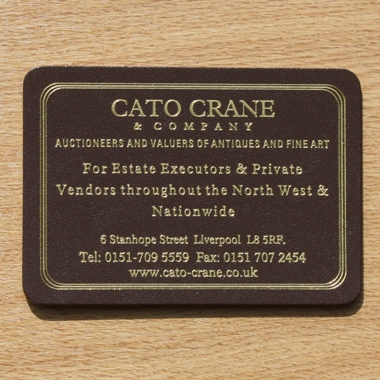 CATO CRANE
& COMPANY
AUCTIONEERS AND VALUERS OF ANTIQUES AND FINE ART
For Estate Executors & Private
Vendors throughout the North West &
Nationwide
6 Stanhope Street Liverpool L8 5RF.
Tel: 0151-709 5559 Fax: 0151 707 2454
www.cato-crane.co.uk